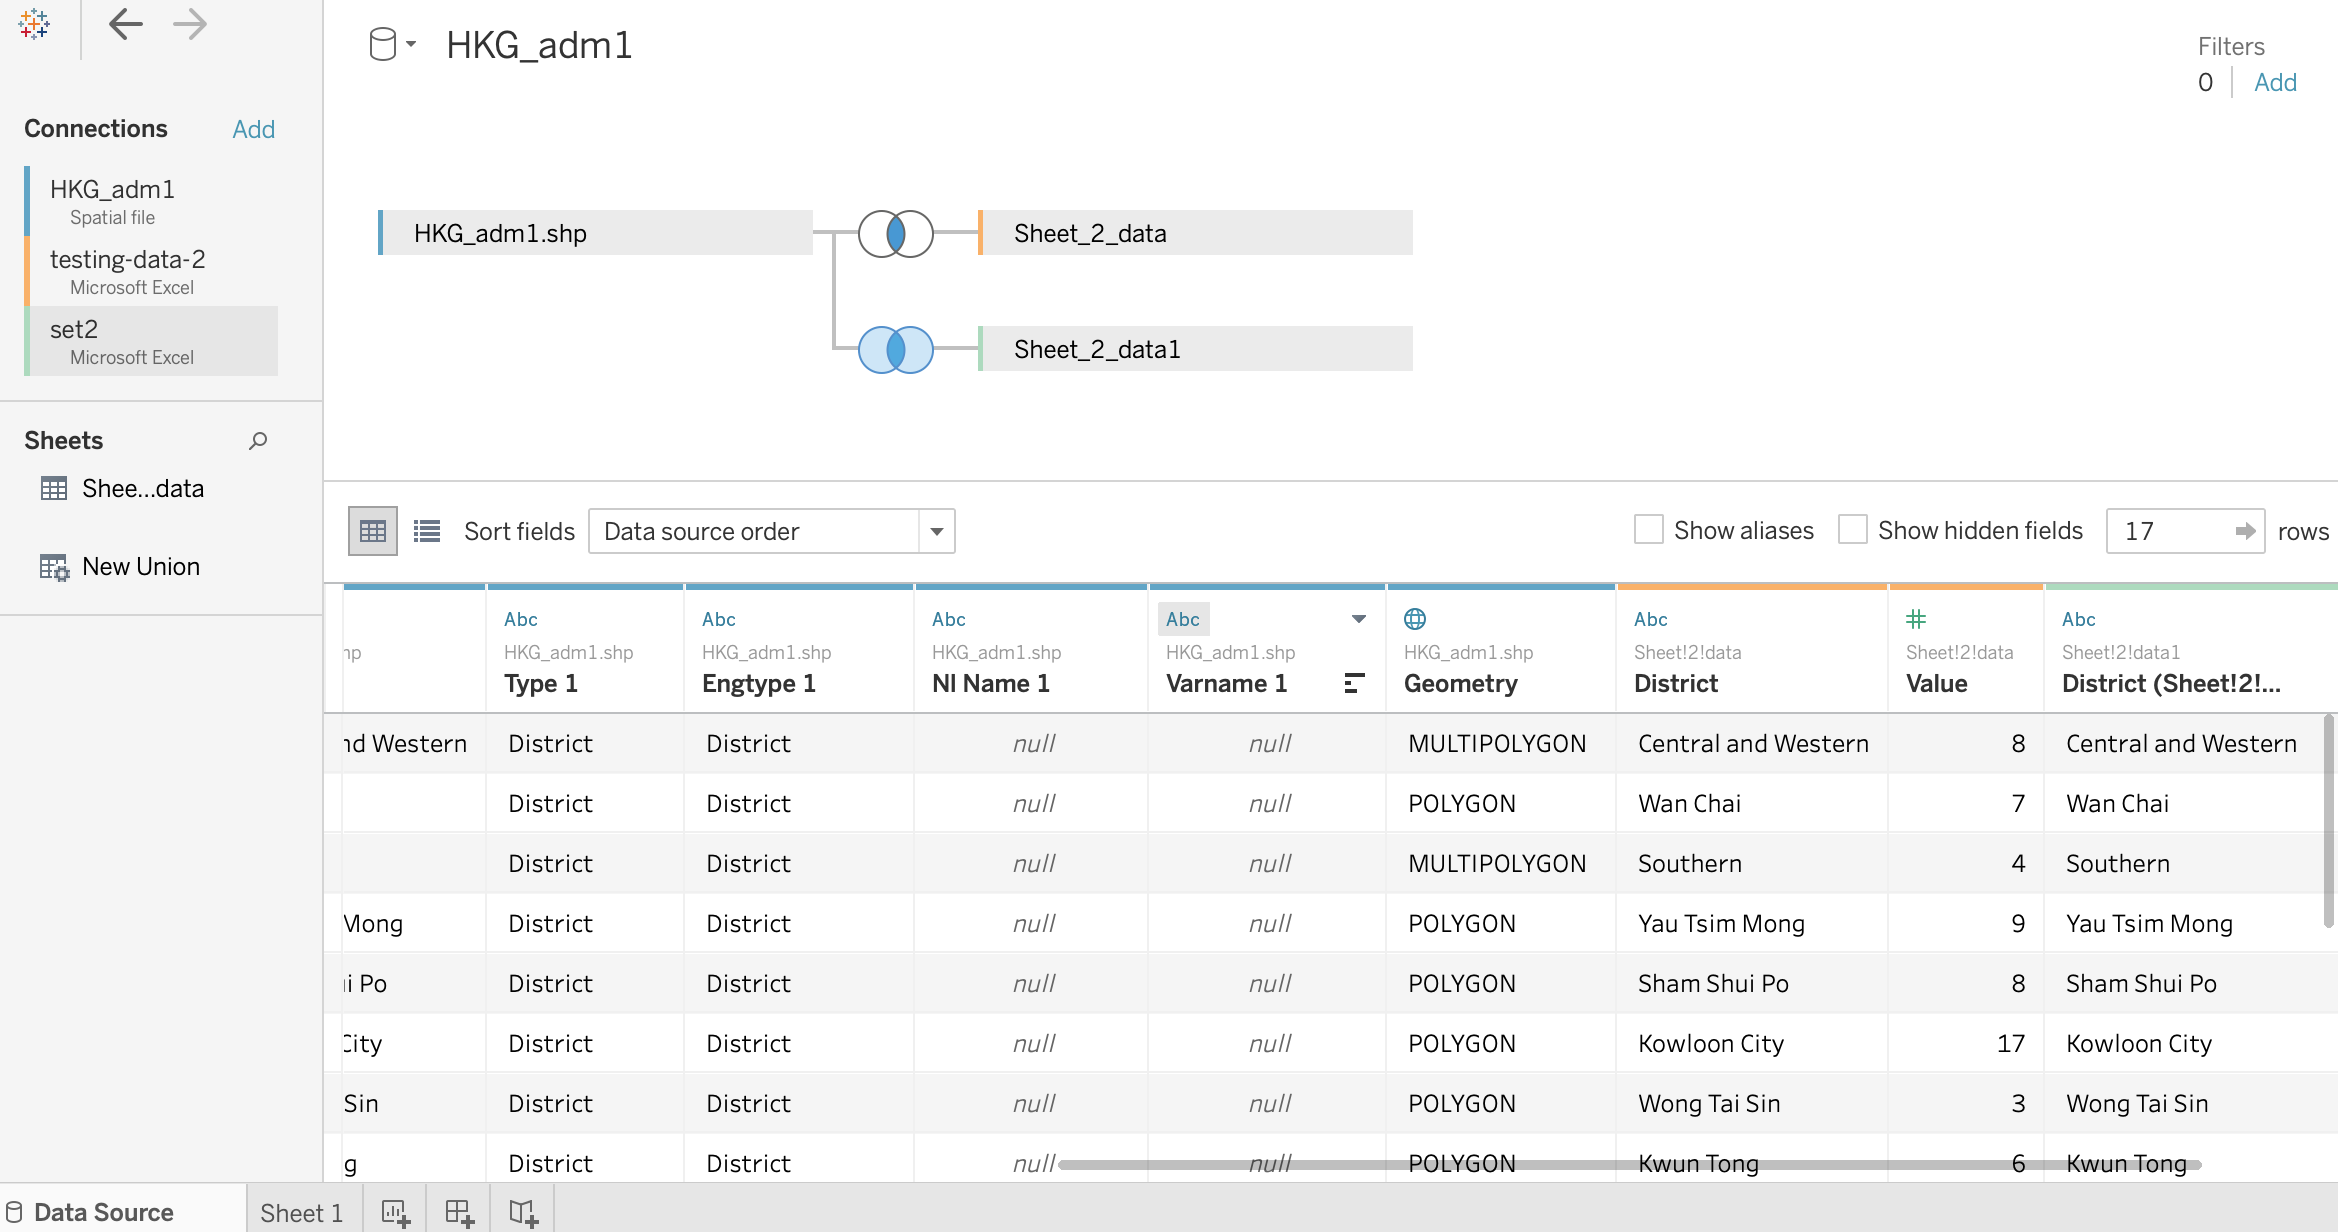 HKG_adm1
Filters
0 Add
Connections Add
HKG_adm1
Spatial file
testing-data-2
Microsoft Excel
set2
Microsoft Excel
HKG_adm1.shp Sheet_2_data
Sheet_2_data1
Sheets
Shee...data
New Union
Sort fields Data source order Show aliases Show hidden fields 17 rows
Abc Abc Abc Abc Abc # Abc
hp HKG_adm1.shp HKG_adm1.shp HKG_adm1.shp HKG_adm1.shp HKG_adm1.shp Sheet!2!data Sheet!2!data Sheet!2!data1
Type 1 Engtype 1 Nl Name 1 Varname 1 Geometry District Value District (Sheet!2!...
nd Western District District null null MULTIPOLYGON Central and Western 8 Central and Western
District District null null POLYGON Wan Chai 7 Wan Chai
District District null null MULTIPOLYGON Southern 4 Southern
Mong District District null null POLYGON Yau Tsim Mong 9 Yau Tsim Mong
ui Po District District null null POLYGON Sham Shui Po 8 Sham Shui Po
City District District null null POLYGON Kowloon City 17 Kowloon City
Sin District District null null POLYGON Wong Tai Sin 3 Wong Tai Sin
g District District null null POLYGON Kwun Tong 6 Kwun Tong
Data Source Sheet 1